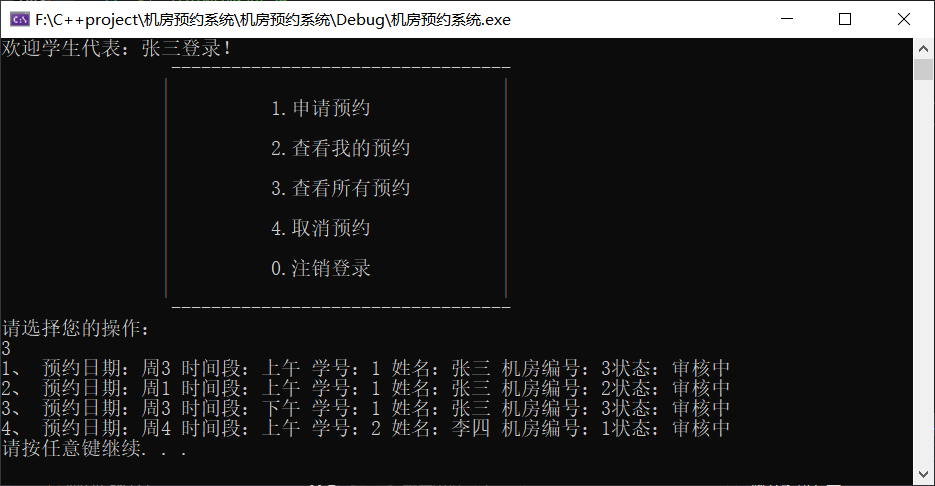 F:\C++project\机房预约系统\机房预约系统\Debug\机房预约系统.exe
欢迎学生代表：张三登录！
----------------------------------
1.申请预约
2.查看我的预约
3.查看所有预约
4.取消预约
0.注销登录
----------------------------------
请选择您的操作：
3
1、 预约日期：周3 时间段：上午 学号：1 姓名：张三 机房编号：3状态：审核中
2、 预约日期：周1 时间段：上午 学号：1 姓名：张三 机房编号：2状态：审核中
3、 预约日期：周3 时间段：下午 学号：1 姓名：张三 机房编号：3状态：审核中
4、 预约日期：周4 时间段：上午 学号：2 姓名：李四 机房编号：1状态：审核中
请按任意键继续. . .